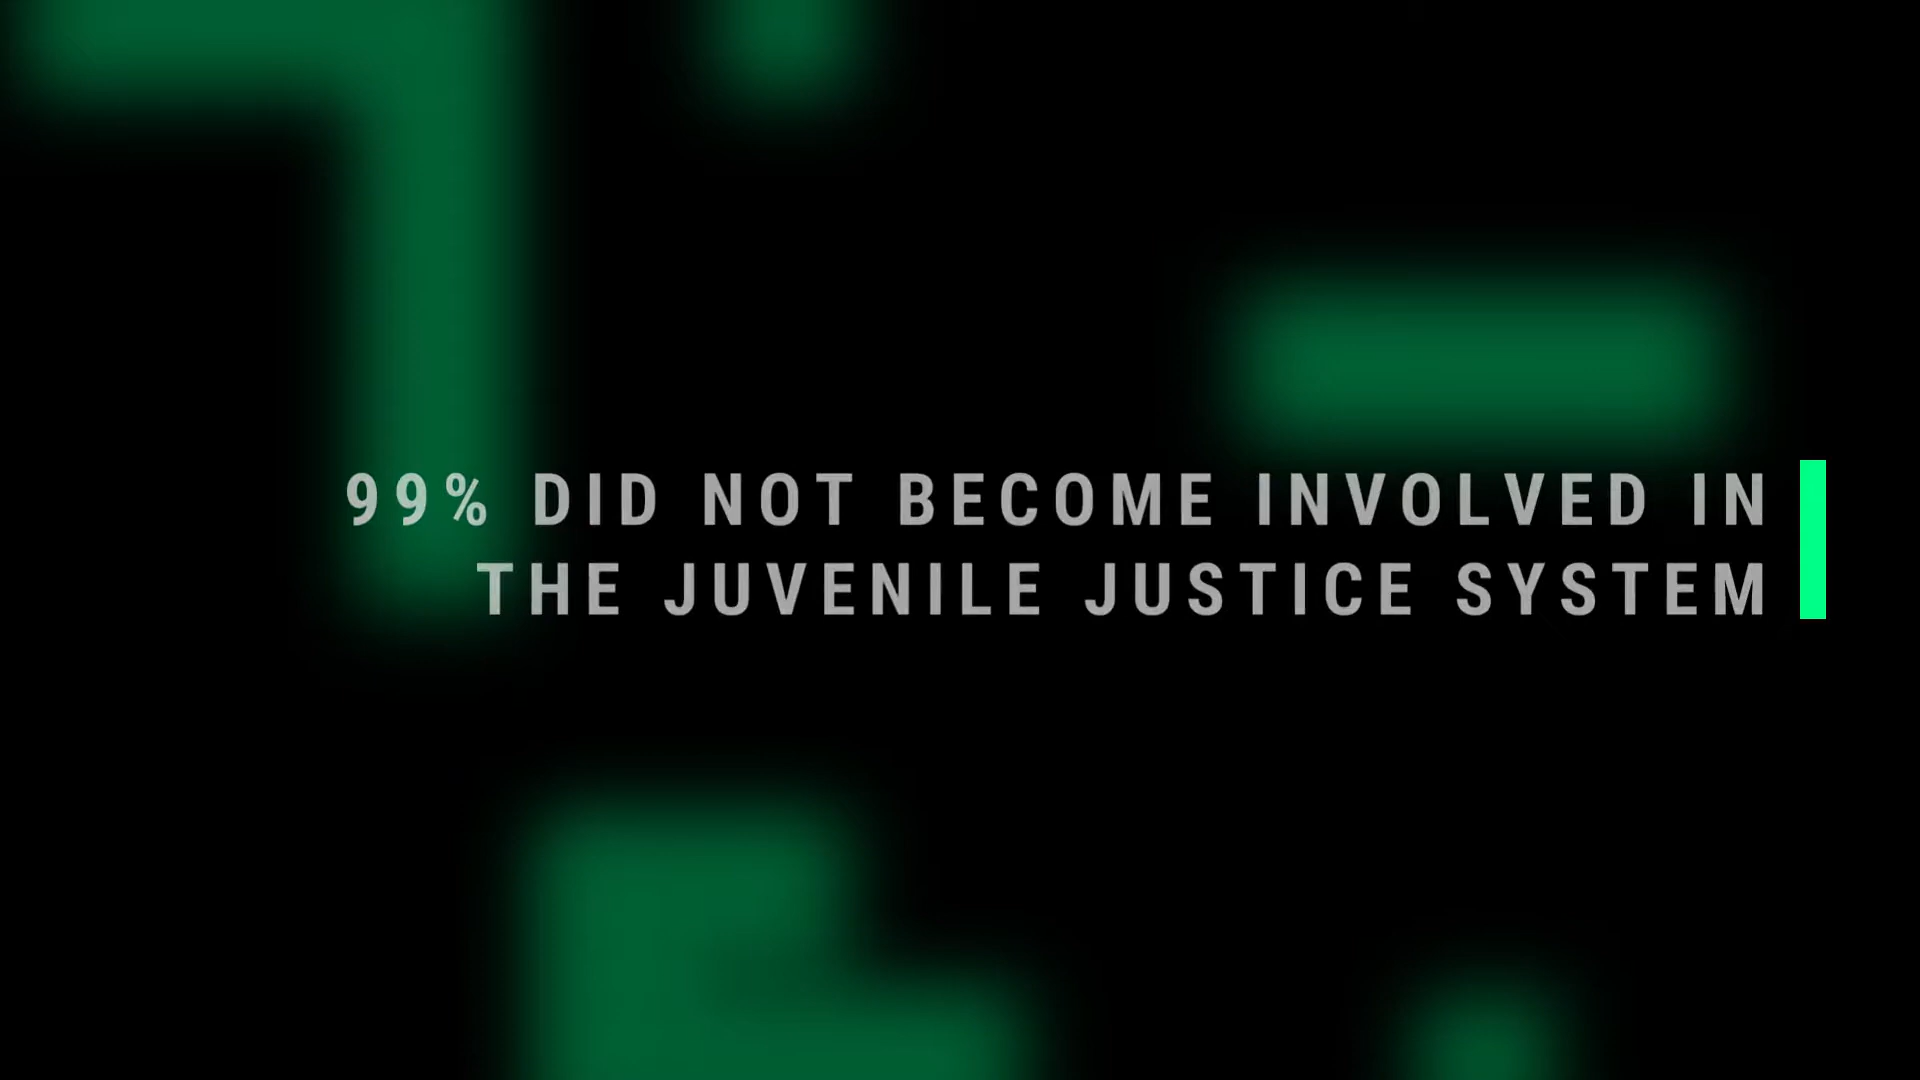 99% DID NOT BECOME INVOLVED IN
THE JUVENILE JUSTICE SYSTEM